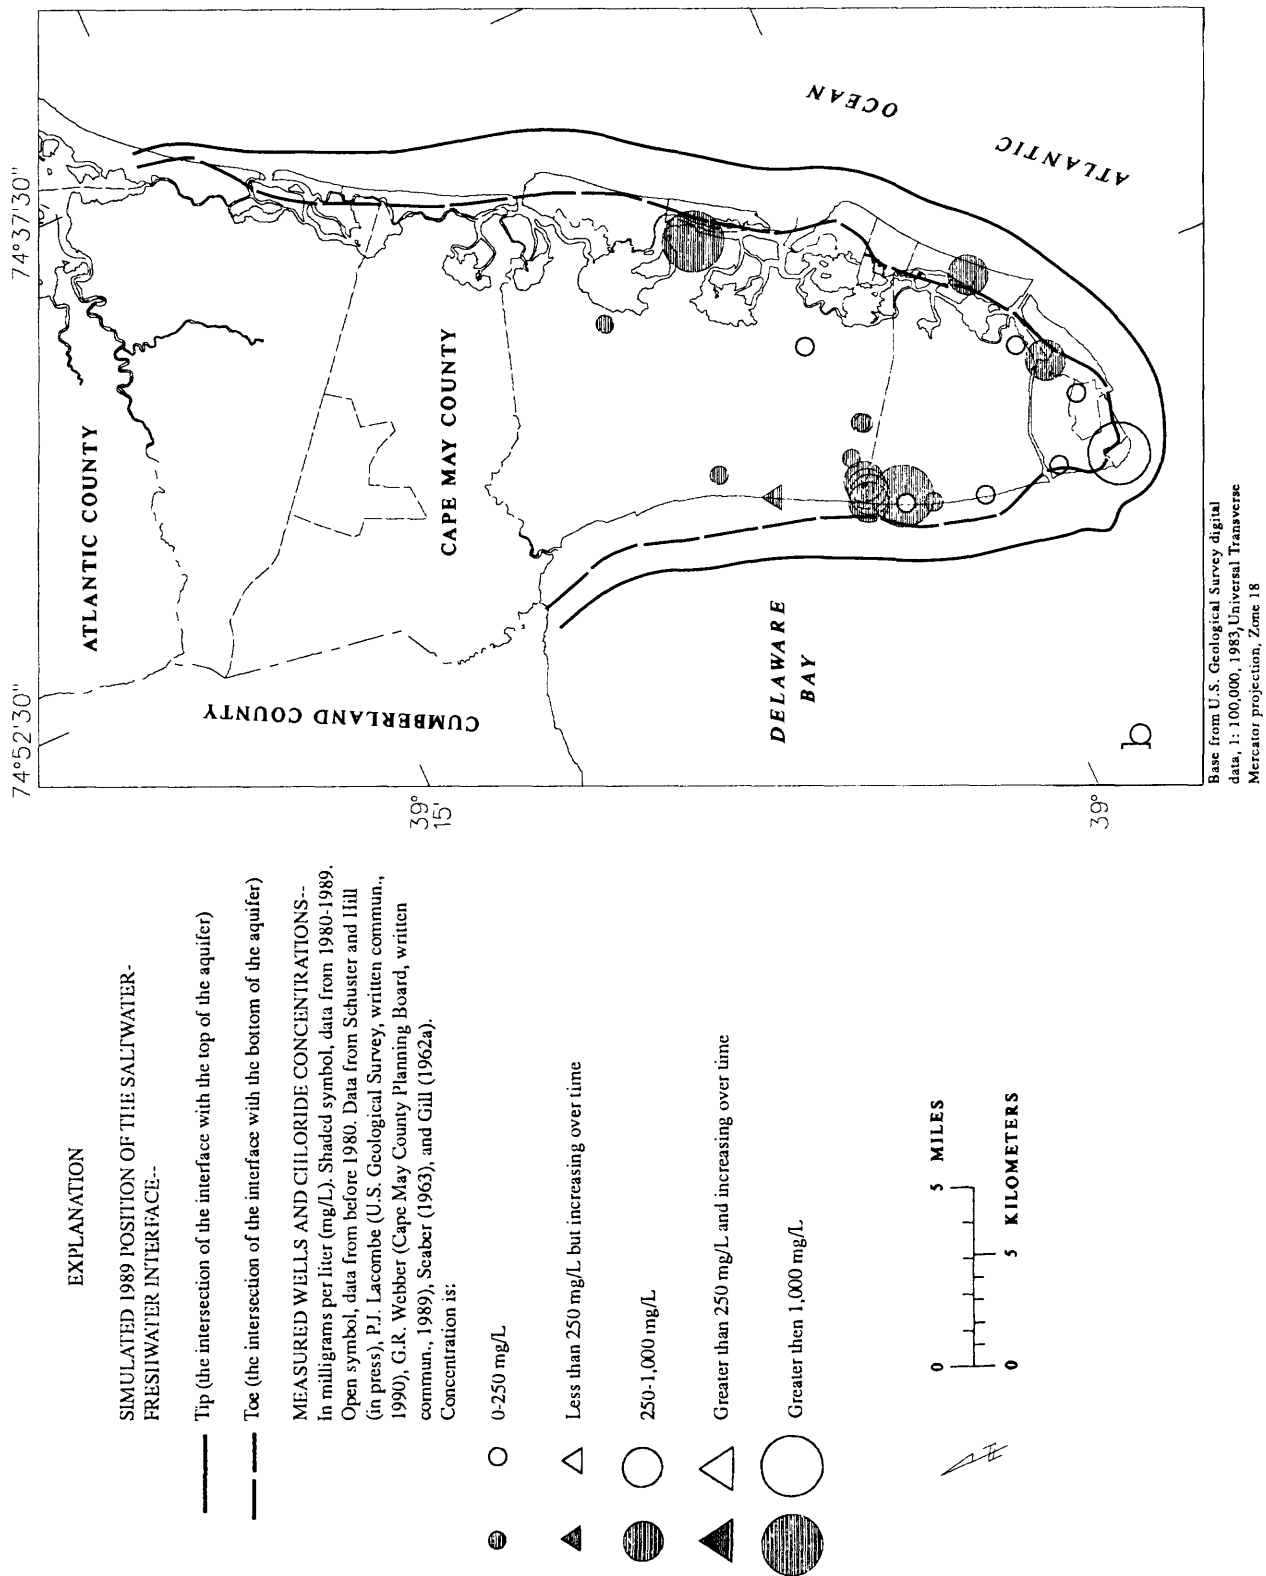 EXPLANATION
SIMULATED 1989 POSITION OF THE SALTWATER-
FRESHWATER INTERFACE--
Tip (the intersection of the interface with the top of the aquifer)
Toe (the intersection of the interface with the bottom of the aquifer)
MEASURED WELLS AND CHLORIDE CONCENTRATIONS--
In milligrams per liter (mg/L). Shaded symbol, data from 1980-1989.
Open symbol, data from before 1980. Data from Schuster and Hill
(in press), P.J. Lacombe (U.S. Geological Survey, written commun.,
1990), G.R. Webber (Cape May County Planning Board, written
commun., 1989), Seaber (1963), and Gill (1962a).
Concentration is:
0-250 mg/L
Less than 250 mg/L but increasing over time
250-1,000 mg/L
Greater than 250 mg/L and increasing over time
Greater then 1,000 mg/L
0 5 MILES
0 5 KILOMETERS
74°52'30"
74°37'30"
39°
15'
39°
ATLANTIC COUNTY
CUMBERLAND COUNTY
CAPE MAY COUNTY
DELAWARE
BAY
ATLANTIC
OCEAN
b
Base from U.S. Geological Survey digital
data, 1: 100,000, 1983, Universal Transverse
Mercator projection, Zone 18